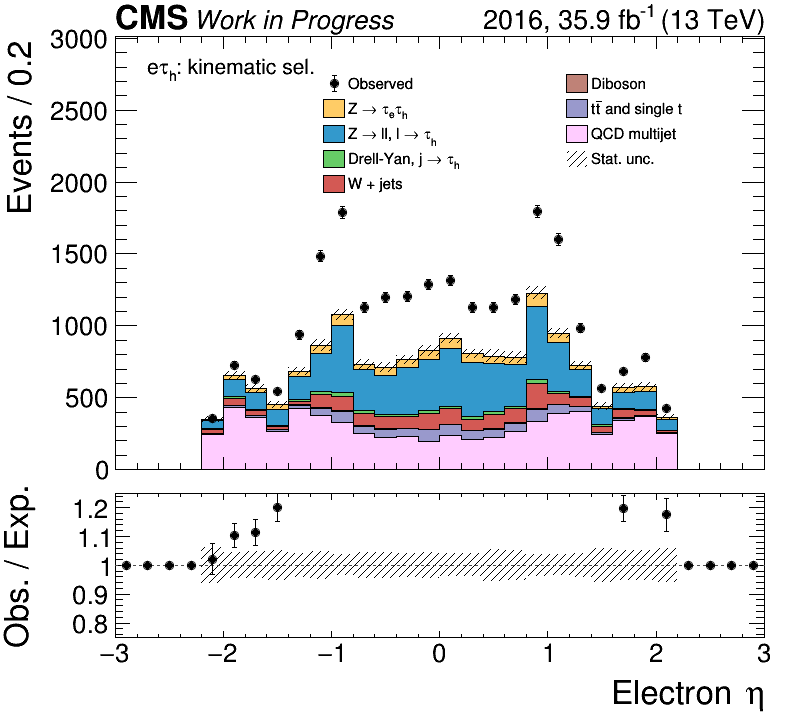 CMS Work in Progress 2016, 35.9 fb⁻¹ (13 TeV)
eτₕ: kinematic sel.
Observed
Z → τₑτₕ
Z → ll, l → τₕ
Drell-Yan, j → τₕ
W + jets
Diboson
tt̄ and single t
QCD multijet
Stat. unc.
Events / 0.2
3000
2500
2000
1500
1000
500
0
Obs. / Exp.
1.2
1.1
1
0.9
0.8
−3 −2 −1 0 1 2 3
Electron η